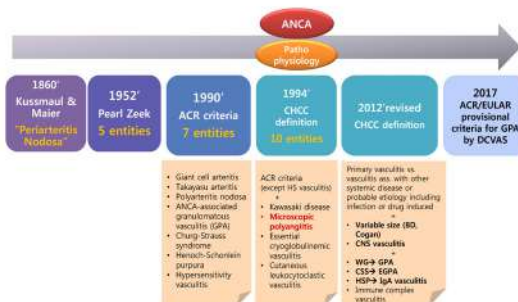 ANCA
Patho
physiology
1860'
Kussmaul &
Maier
"Periarteritis
Nodosa"
1952'
Pearl Zeek
5 entities
1990'
ACR criteria
7 entities
1994'
CHCC
definition
10 entities
2012'revised
CHCC definition
2017
ACR/EULAR
provisional
criteria for GPA
by DCVAS
• Giant cell arteritis
• Takayasu arteritis
• Polyarteritis nodosa
• ANCA-associated
granulomatous
vasculitis (GPA)
• Churg-Strauss
syndrome
• Henoch-Schonlein
purpura
• Hypersensitivity
vasculitis
ACR criteria
(except HS vasculitis)
+
• Kawasaki disease
• Microscopic
polyangiitis
• Essential
cryoglobulinemic
vasculitis
• Cutaneous
leukocytoclastic
vasculitis
Primary vasculitis vs.
vasculitis ass. with other
systemic disease or
probable etiology including
infection or drug induced
+
• Variable size (BD,
Cogan)
• CNS vasculitis
+
• WG→ GPA
• CSS→ EGPA
• HSP→ IgA vasculitis
• Immune complex
vasculitis